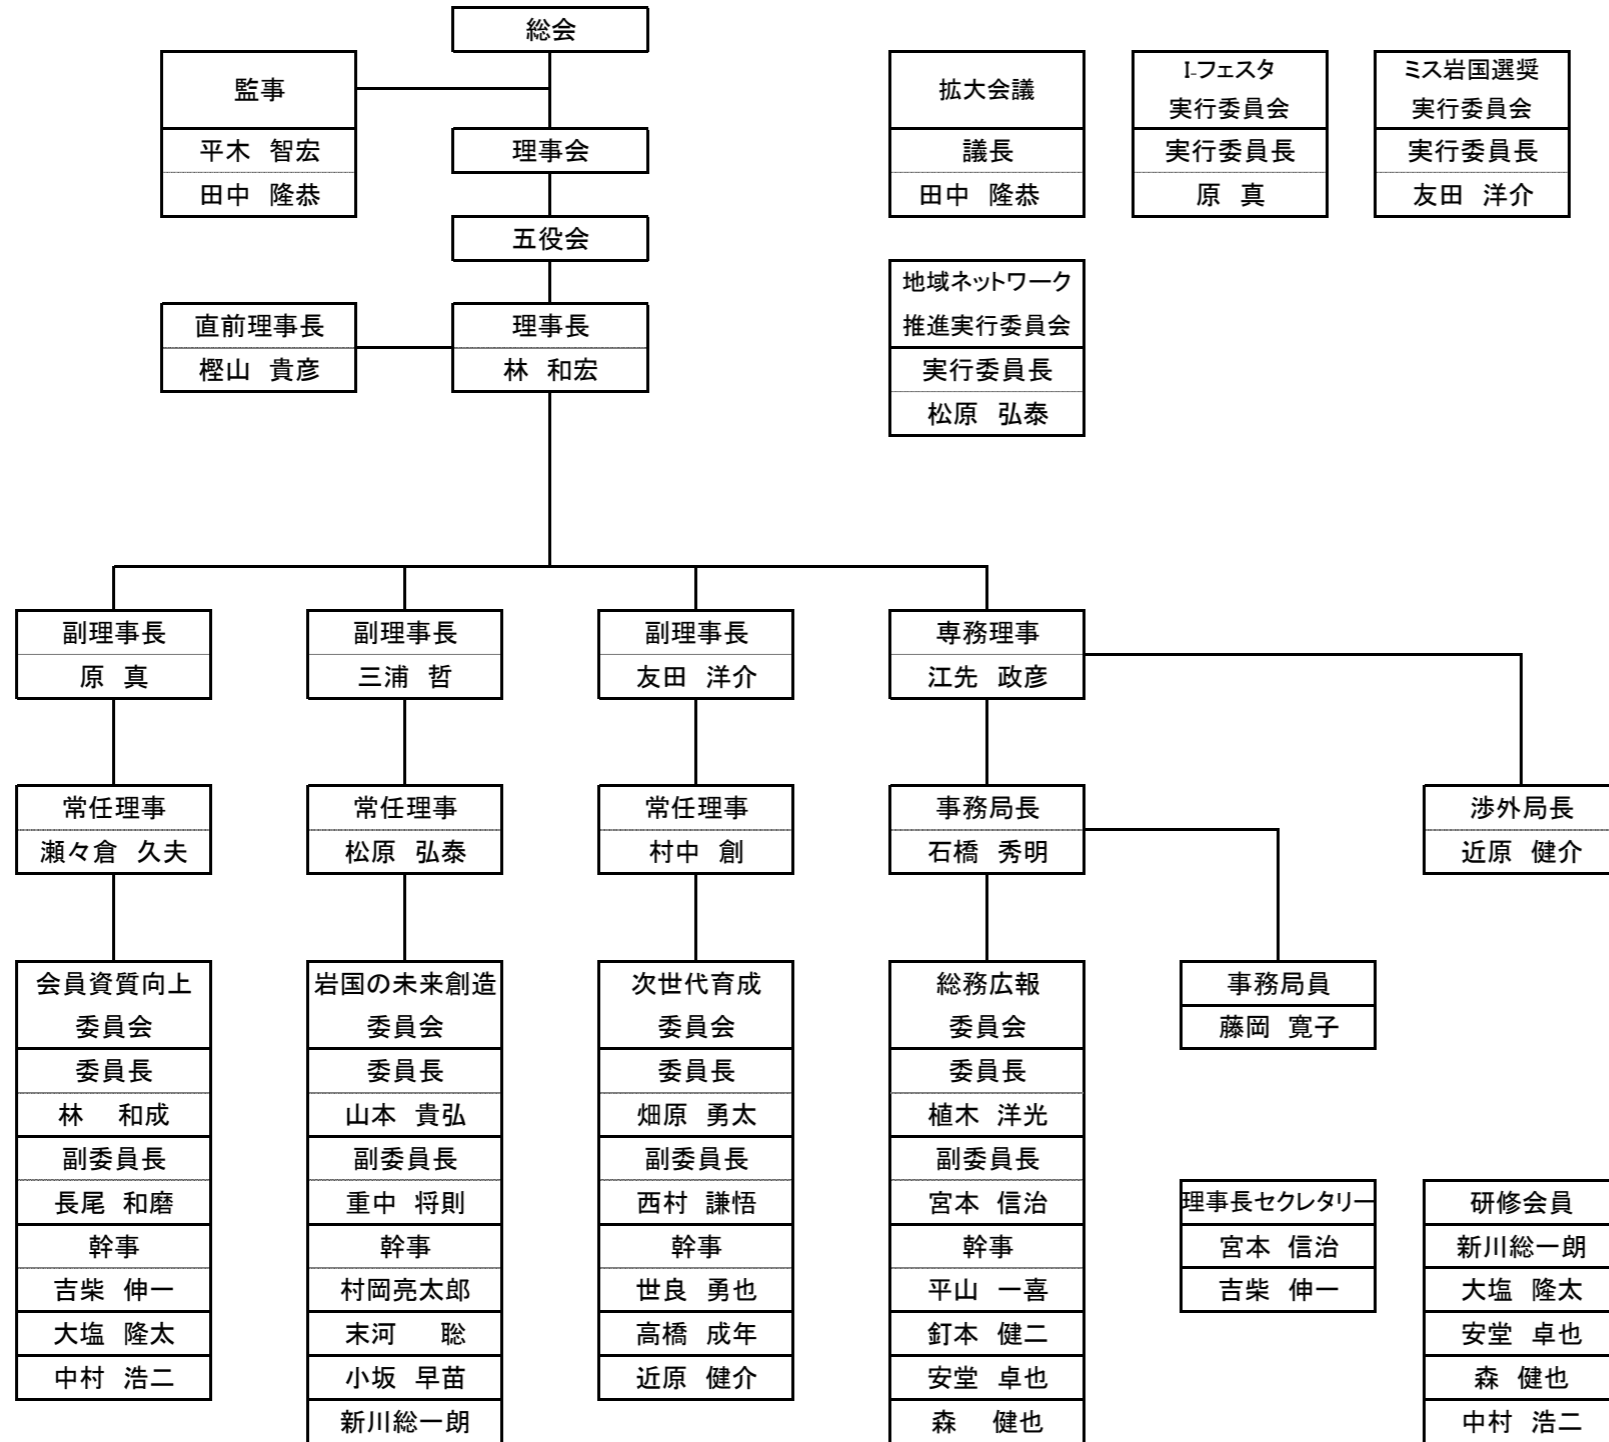 総会
監事
平木 智宏
田中 隆恭
理事会
五役会
直前理事長
樫山 貴彦
理事長
林 和宏
拡大会議
議長
田中 隆恭
I-フェスタ
実行委員会
実行委員長
原 真
ミス岩国選奨
実行委員会
実行委員長
友田 洋介
地域ネットワーク
推進実行委員会
実行委員長
松原 弘泰
副理事長
原 真
副理事長
三浦 哲
副理事長
友田 洋介
専務理事
江先 政彦
常任理事
瀬々倉 久夫
常任理事
松原 弘泰
常任理事
村中 創
事務局長
石橋 秀明
渉外局長
近原 健介
会員資質向上
委員会
委員長
林 和成
副委員長
長尾 和磨
幹事
吉柴 伸一
大塩 隆太
中村 浩二
岩国の未来創造
委員会
委員長
山本 貴弘
副委員長
重中 将則
幹事
村岡亮太郎
末河 聡
小坂 早苗
新川総一朗
次世代育成
委員会
委員長
畑原 勇太
副委員長
西村 謙悟
幹事
世良 勇也
高橋 成年
近原 健介
総務広報
委員会
委員長
植木 洋光
副委員長
宮本 信治
幹事
平山 一喜
釘本 健二
安堂 卓也
森 健也
事務局員
藤岡 寛子
理事長セクレタリー
宮本 信治
吉柴 伸一
研修会員
新川総一朗
大塩 隆太
安堂 卓也
森 健也
中村 浩二